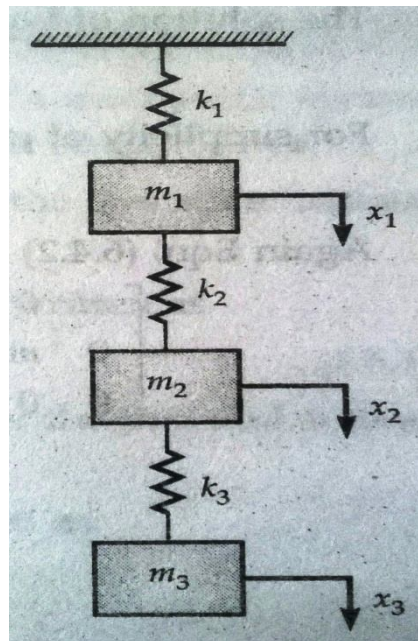 k₁
m₁
x₁
k₂
m₂
x₂
k₃
m₃
x₃